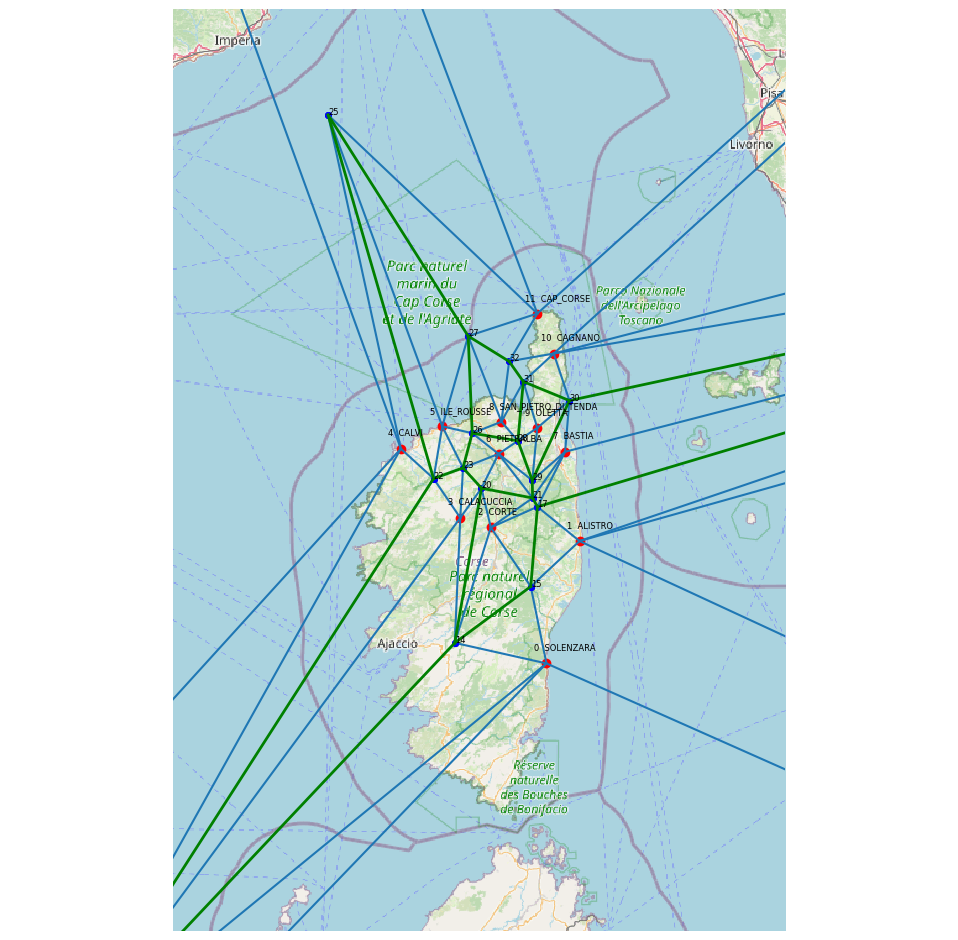 Imperia
L
Pisa
25
Livorno
Parc naturel
marin du
Cap Corse
et de l'Agriate
Parco Nazionale
dell'Arcipelago
Toscano
11 CAP_CORSE
27
10 CAGNANO
32
31
30
8 SAN_PIETRO_DI_TENDA
5 ILE_ROUSSE
9 OLETTA
4 CALVI
26
6 PIETRALBA
7 BASTIA
23
22
19
20
21
3 CALACUCCIA
17
2 CORTE
1 ALISTRO
Corse
Parc naturel
régional
de Corse
15
14
Ajaccio
0 SOLENZARA
Réserve
naturelle
des Bouches
de Bonifacio